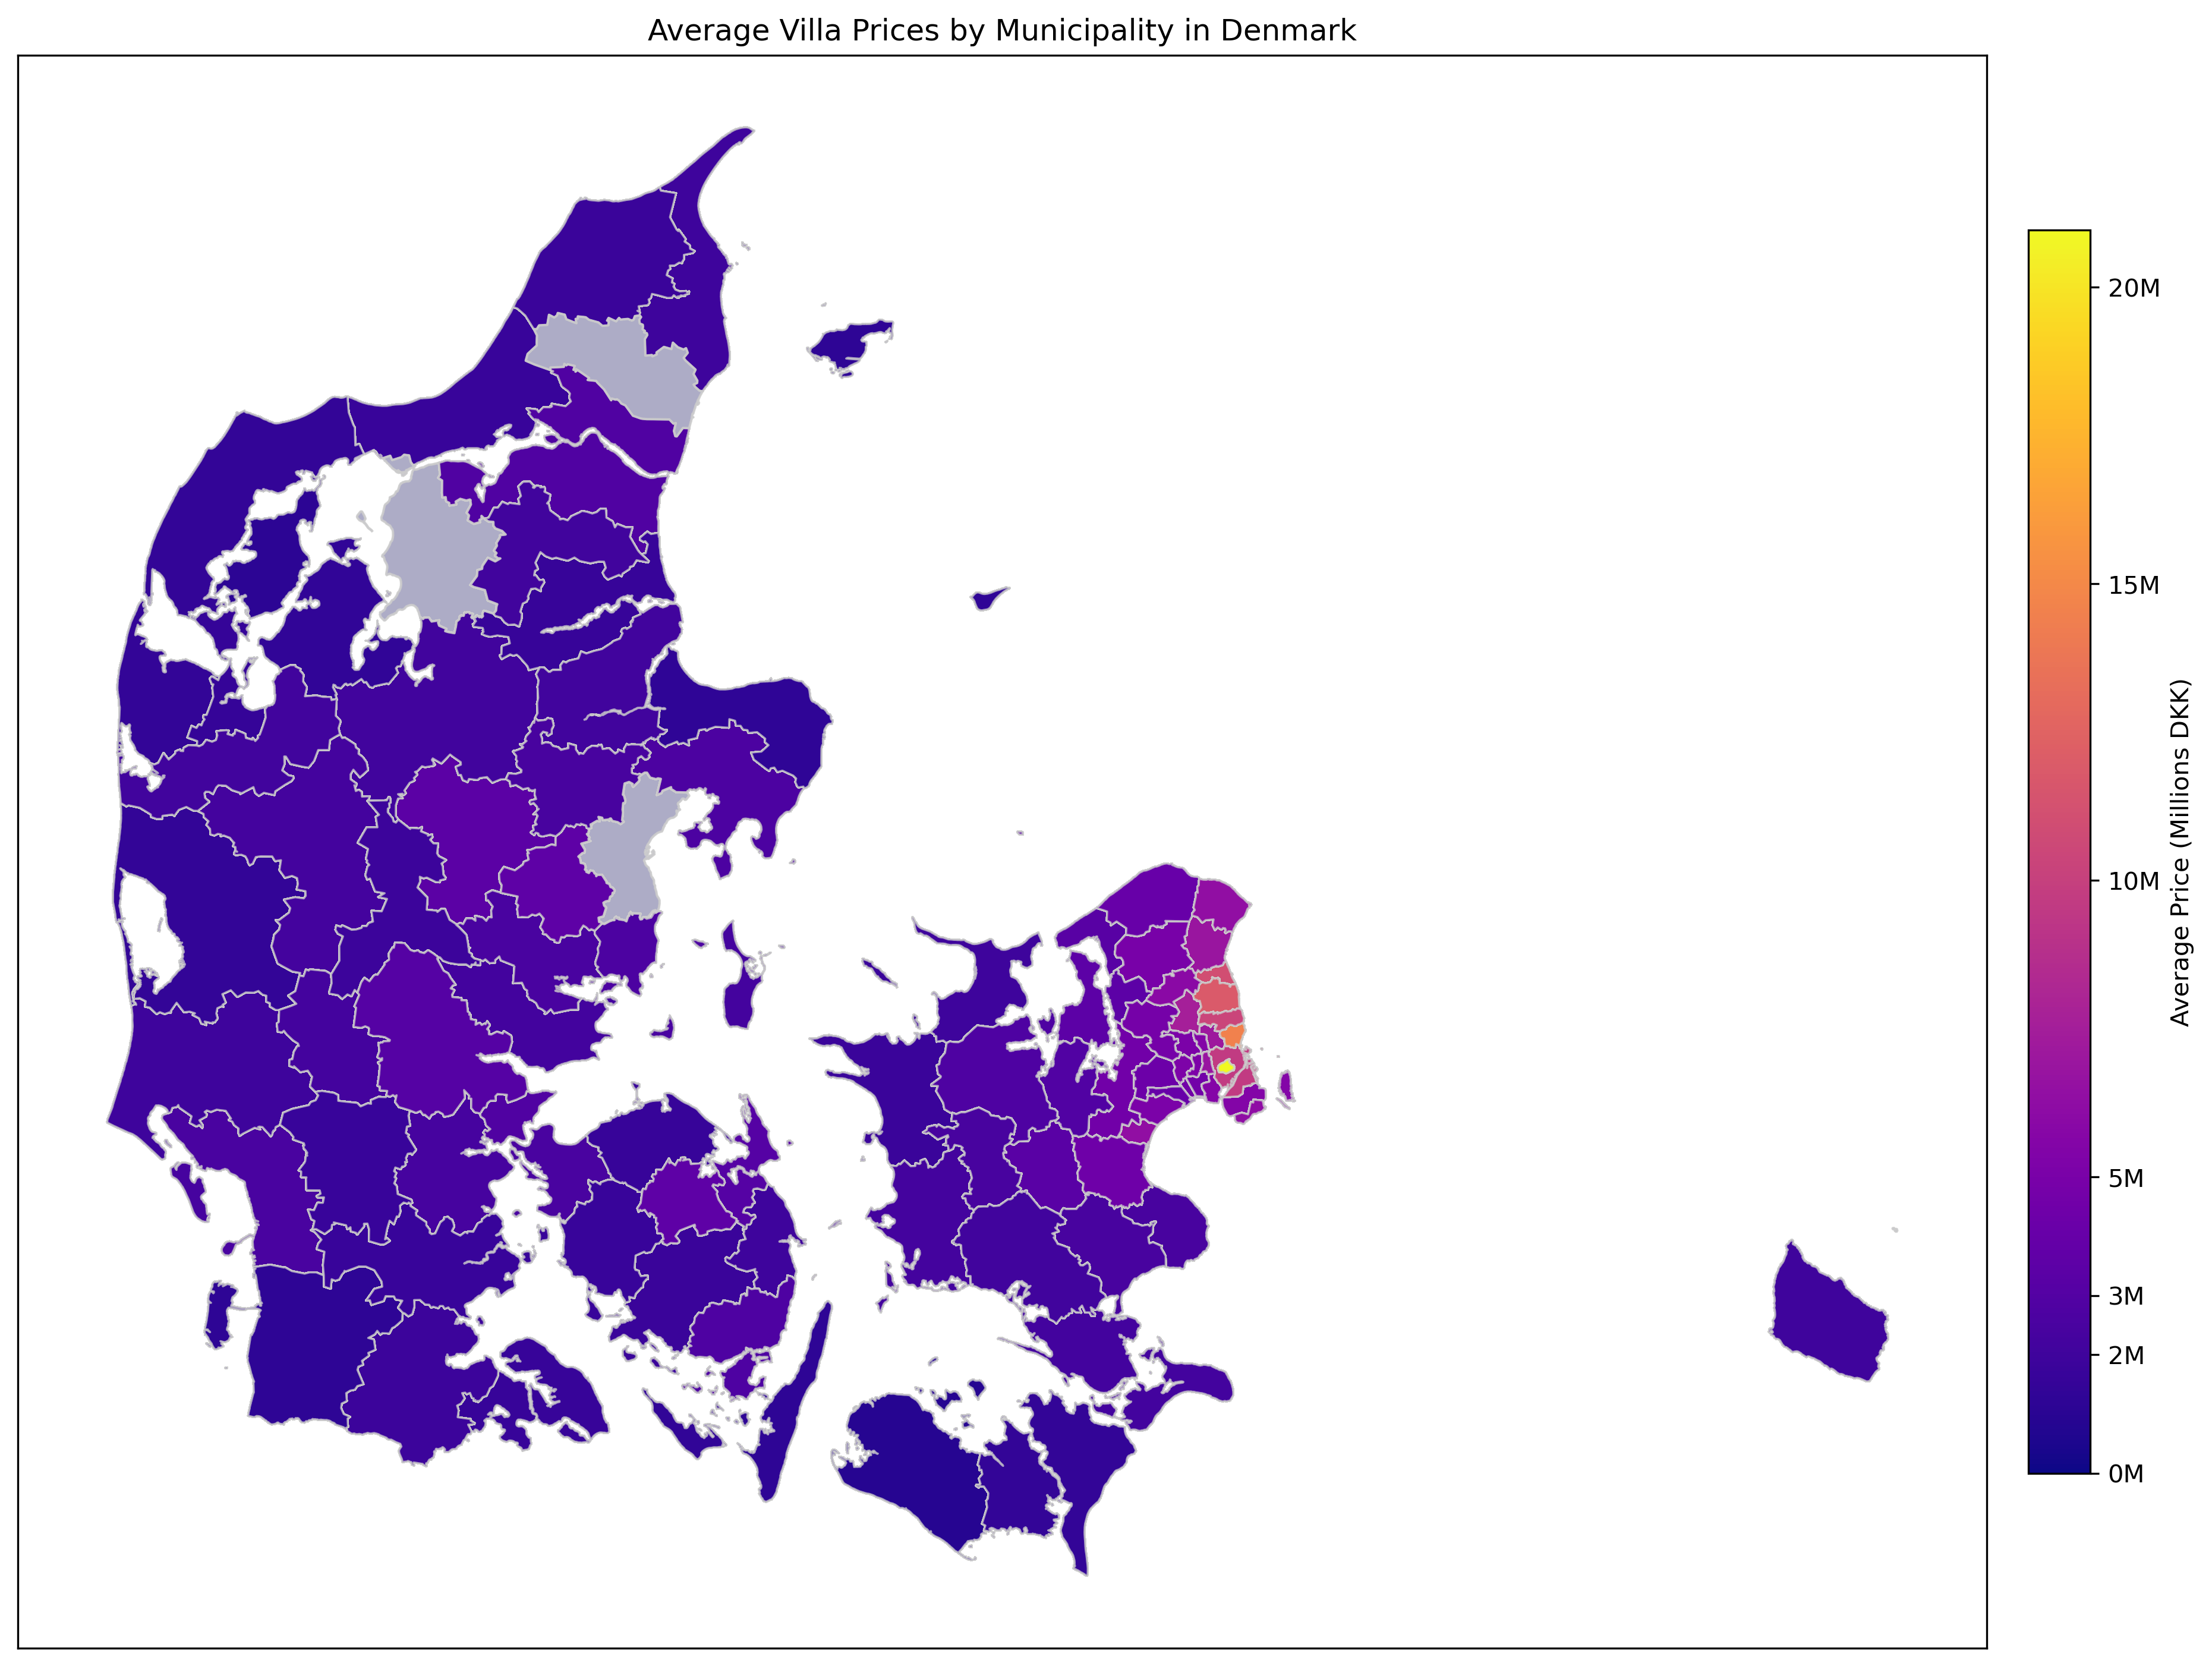 Average Villa Prices by Municipality in Denmark
20M
15M
10M
5M
3M
2M
0M
Average Price (Millions DKK)